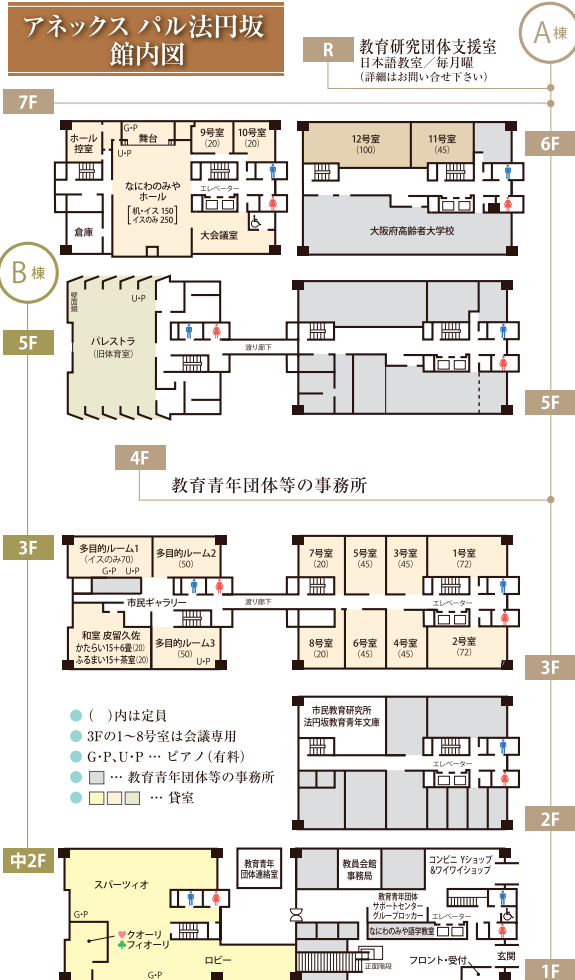 アネックス パル法円坂
館内図
R
教育研究団体支援室
日本語教室／毎月曜
（詳細はお問い合せ下さい）
A棟
7F
ホール
控室
G・P
舞台
U・P
9号室
(20)
10号室
(20)
なにわのみや
ホール
机・イス 150
イスのみ 250
エレベーター
倉庫
大会議室
6F
12号室
(100)
11号室
(45)
大阪府高齢者大学校
B棟
5F
壁面鏡
U・P
パレストラ
(旧体育室)
渡り廊下
5F
4F
教育青年団体等の事務所
3F
多目的ルーム1
(イスのみ70)
G・P U・P
多目的ルーム2
(50)
市民ギャラリー
渡り廊下
和室 皮留久佐
かたらい15＋6畳(20)
ふるまい15＋茶室(20)
多目的ルーム3
(50)
U・P
7号室
(20)
5号室
(45)
3号室
(45)
1号室
(72)
エレベーター
8号室
(20)
6号室
(45)
4号室
(45)
2号室
(72)
3F
（ ）内は定員
3Fの1〜8号室は会議専用
G・P、U・P … ピアノ（有料）
… 教育青年団体等の事務所
… 貸室
市民教育研究所
法円坂教育青年文庫
エレベーター
2F
中2F
スパーツィオ
G・P
♥クオーリ
♣フィオーリ
ロビー
G・P
教育青年
団体連絡室
教員会館
事務局
コンビニ Yショップ
&ワイワイショップ
教育青年団体
サポートセンター
グループロッカー
エレベーター
なにわのみや語学教室
正面階段
フロント・受付
玄関
1F